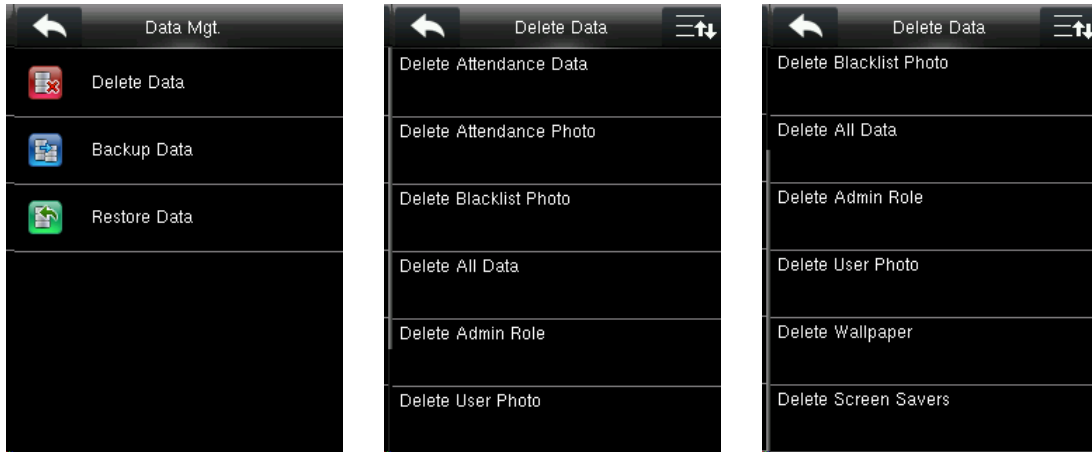 Data Mgt.
Delete Data
Backup Data
Restore Data
Delete Data
Delete Attendance Data
Delete Attendance Photo
Delete Blacklist Photo
Delete All Data
Delete Admin Role
Delete User Photo
Delete Data
Delete Blacklist Photo
Delete All Data
Delete Admin Role
Delete User Photo
Delete Wallpaper
Delete Screen Savers